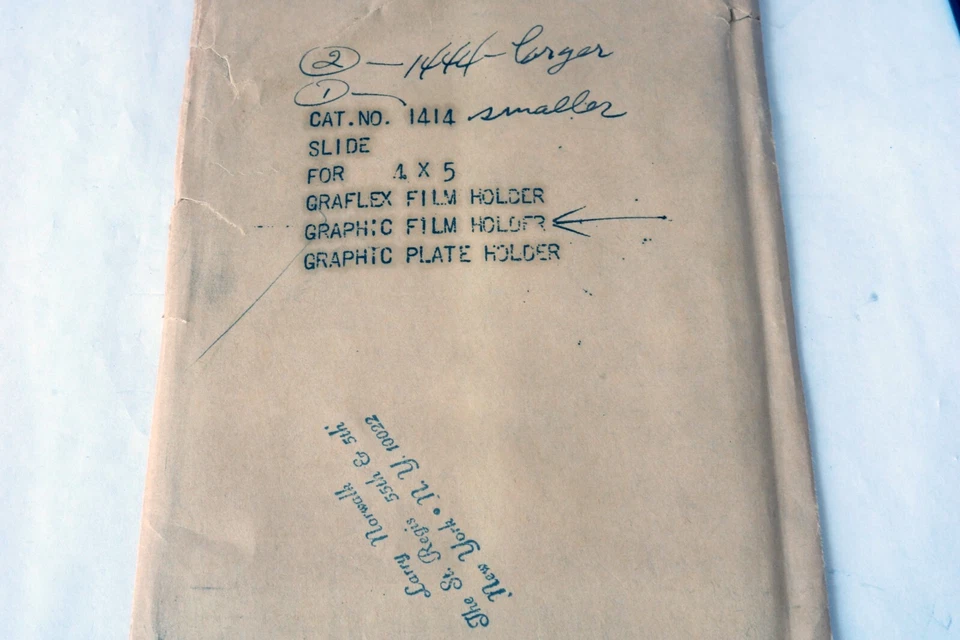 ② — 1444 - larger
① —
CAT.NO. 1414 smaller
SLIDE
FOR 4 X 5
GRAFLEX FILM HOLDER
GRAPHIC FILM HOLDER
GRAPHIC PLATE HOLDER
Larry Norwalk
The St. Regis 55th & 5th
New York • N.Y. 10022